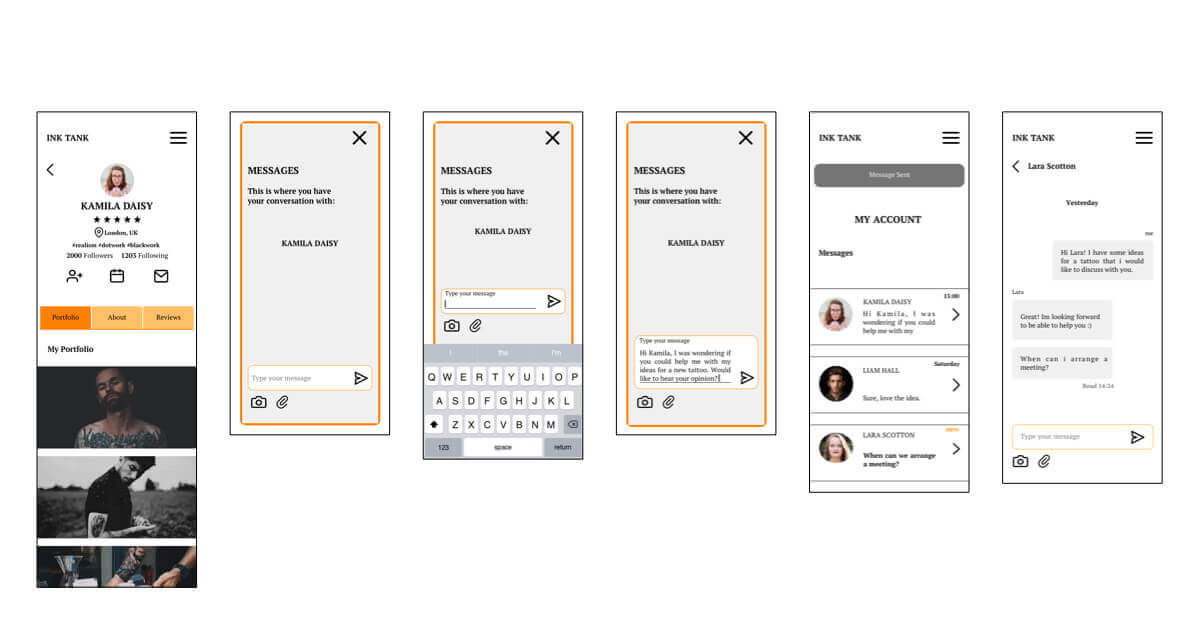 INK TANK
KAMILA DAISY
London, UK
#realism #dotwork #blackwork
2000 Followers 1203 Following
Portfolio About Reviews
My Portfolio
MESSAGES
This is where you have
your conversation with:
KAMILA DAISY
Type your message
MESSAGES
This is where you have
your conversation with:
KAMILA DAISY
Type your message
I the I'm
Q W E R T Y U I O P
A S D F G H J K L
Z X C V B N M
123 space return
MESSAGES
This is where you have
your conversation with:
KAMILA DAISY
Type your message
Hi Kamila, I was wondering if
you could help me with my
ideas for a new tattoo. Would
like to hear your opinion?
INK TANK
Message Sent
MY ACCOUNT
Messages
15:00
KAMILA DAISY
Hi Kamila, I was
wondering if you could
help me with my
Saturday
LIAM HALL
Sure, love the idea.
new
LARA SCOTTON
When can we arrange
a meeting?
INK TANK
Lara Scotton
Yesterday
me
Hi Lara! I have some ideas
for a tattoo that i would
like to discuss with you.
Lara
Great! Im looking forward
to be able to help you :)
When can i arrange a
meeting?
Read 14:24
Type your message